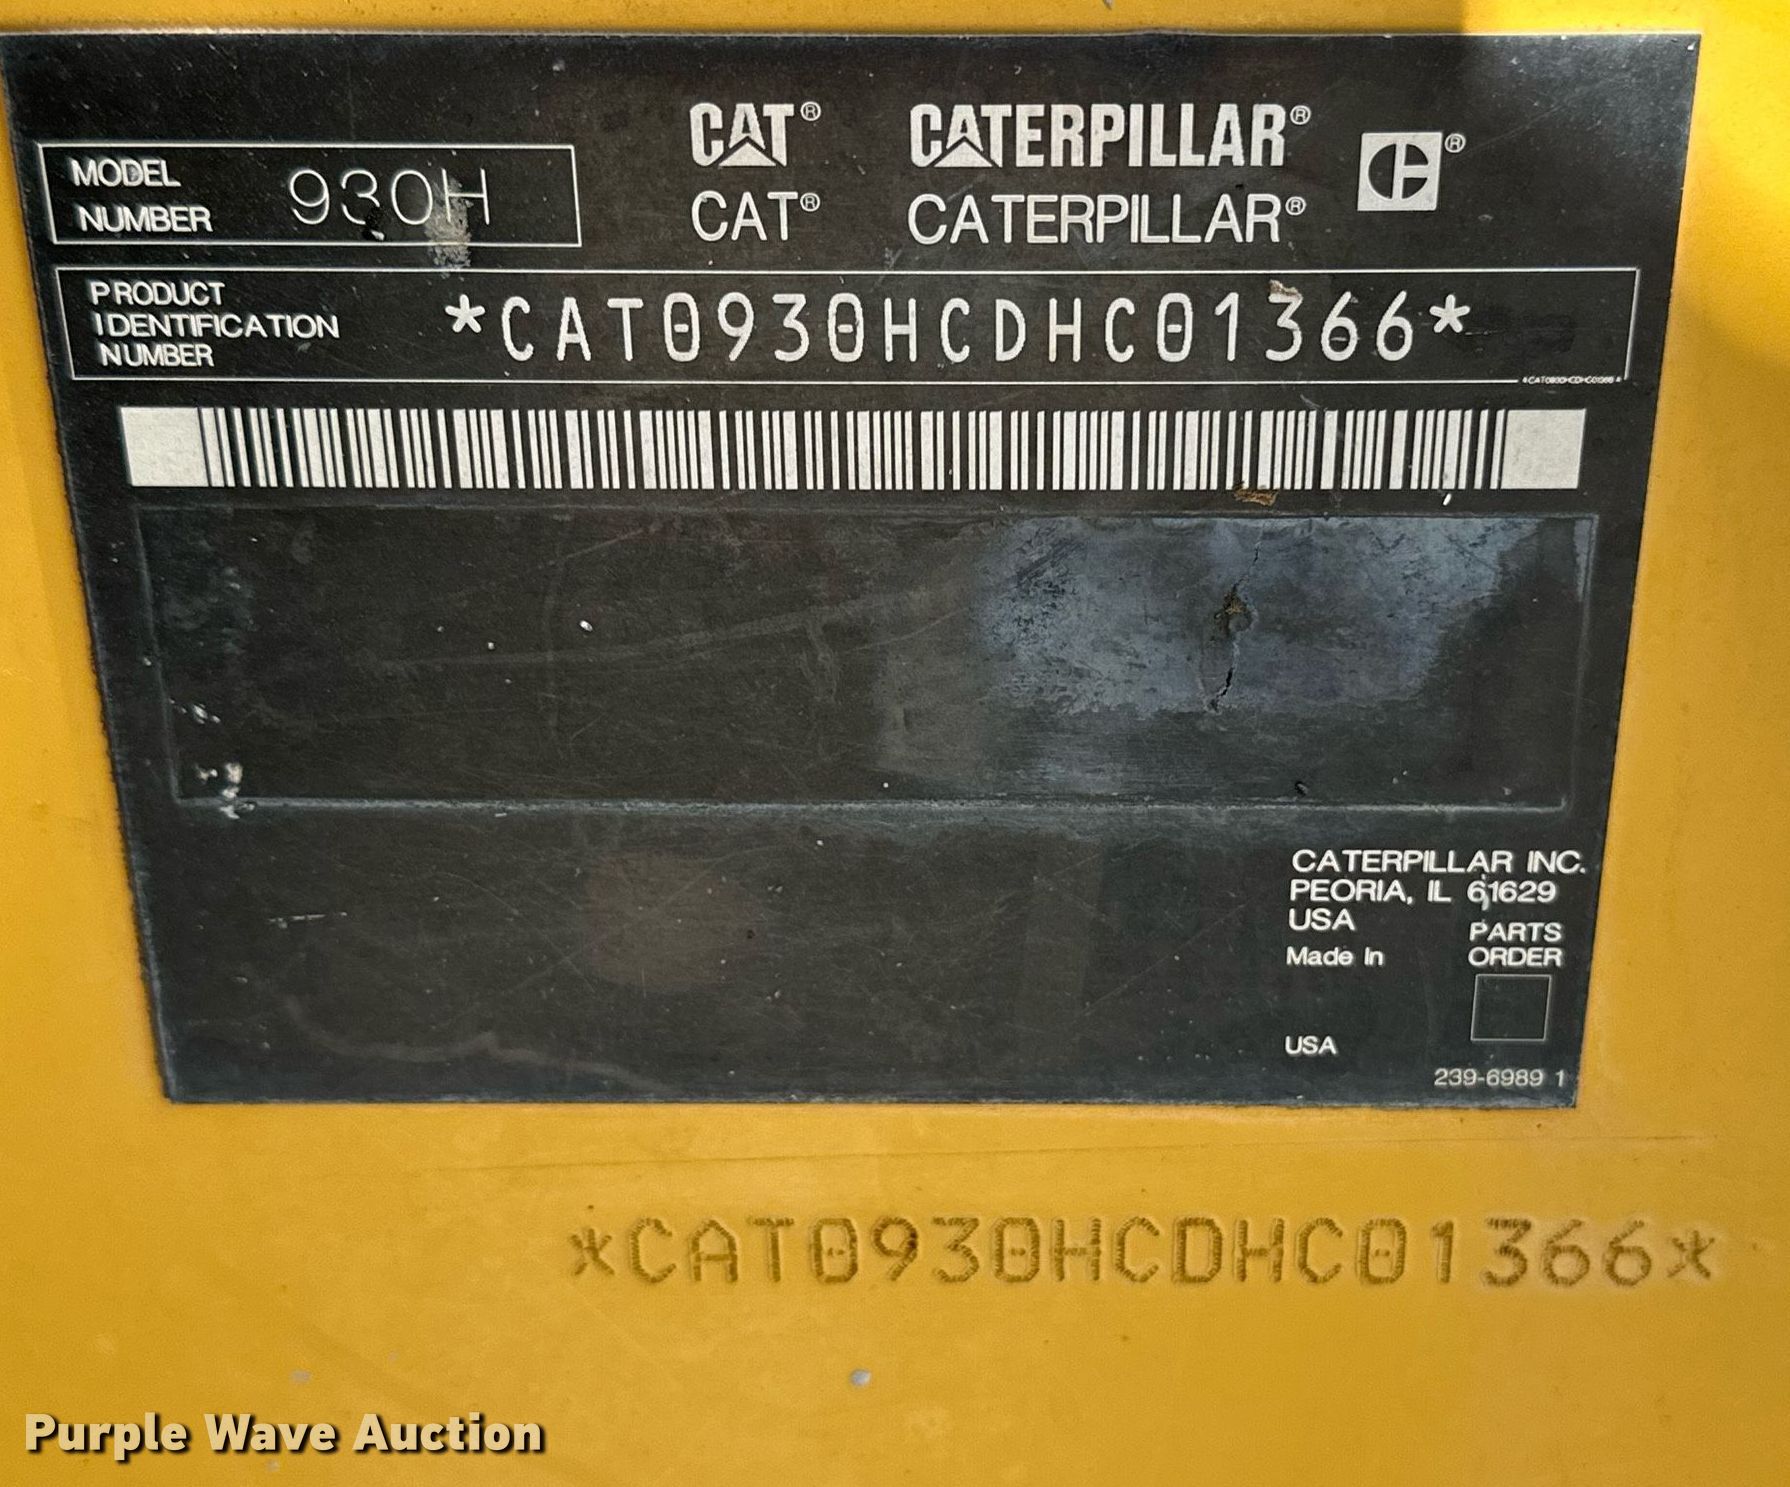 CAT® CATERPILLAR® ®
MODEL NUMBER 930H
CAT® CATERPILLAR®
PRODUCT
IDENTIFICATION
NUMBER
*CAT0930HCDHC01366*
*CAT0930HCDHC01366*
CATERPILLAR INC.
PEORIA, IL 61629
USA
PARTS
ORDER
Made In
USA
239-6989 1
*CAT0930HCDHC01366*
Purple Wave Auction